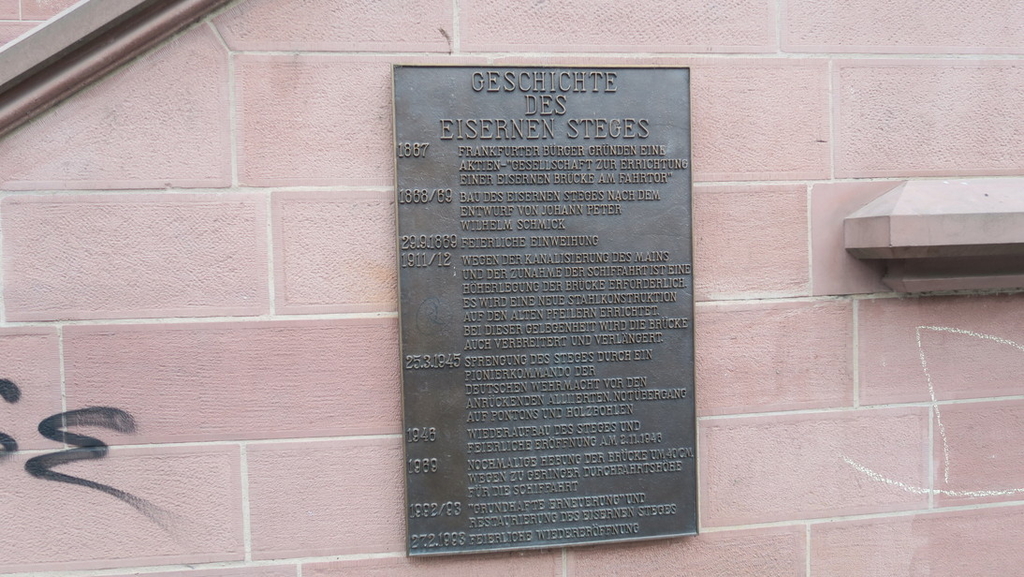 GESCHICHTE
DES
EISERNEN STEGES
1867 FRANKFURTER BÜRGER GRÜNDEN EINE
AKTIEN-"GESELLSCHAFT ZUR ERRICHTUNG
EINER EISERNEN BRÜCKE AM FAHRTOR"
1868/69 BAU DES EISERNEN STEGES NACH DEM
ENTWURF VON JOHANN PETER
WILHELM SCHMICK
29.9.1869 FEIERLICHE EINWEIHUNG
1911/12 WEGEN DER KANALISIERUNG DES MAINS
UND DER ZUNAHME DER SCHIFFAHRT IST EINE
HÖHERLEGUNG DER BRÜCKE ERFORDERLICH.
ES WIRD EINE NEUE STAHLKONSTRUKTION
AUF DEN ALTEN PFEILERN ERRICHTET.
BEI DIESER GELEGENHEIT WIRD DIE BRÜCKE
AUCH VERBREITERT UND VERLÄNGERT.
25.3.1945 SPRENGUNG DES STEGES DURCH EIN
PIONIERKOMMANDO DER
DEUTSCHEN WEHRMACHT VOR DEN
ANRÜCKENDEN ALLIIERTEN. NOTÜBERGANG
AUF PONTONS UND HOLZBOHLEN
1946 WIEDERAUFBAU DES STEGES UND
FEIERLICHE ERÖFFNUNG AM 2.11.1946
1969 NOCHMALIGE HEBUNG DER BRÜCKE UM 40 CM
WEGEN ZU GERINGER DURCHFAHRTSHÖHE
FÜR DIE SCHIFFAHRT
1992/93 "GRUNDHAFTE ERNEUERUNG" UND
RESTAURIERUNG DES EISERNEN STEGES
27.2.1993 FEIERLICHE WIEDERERÖFFNUNG